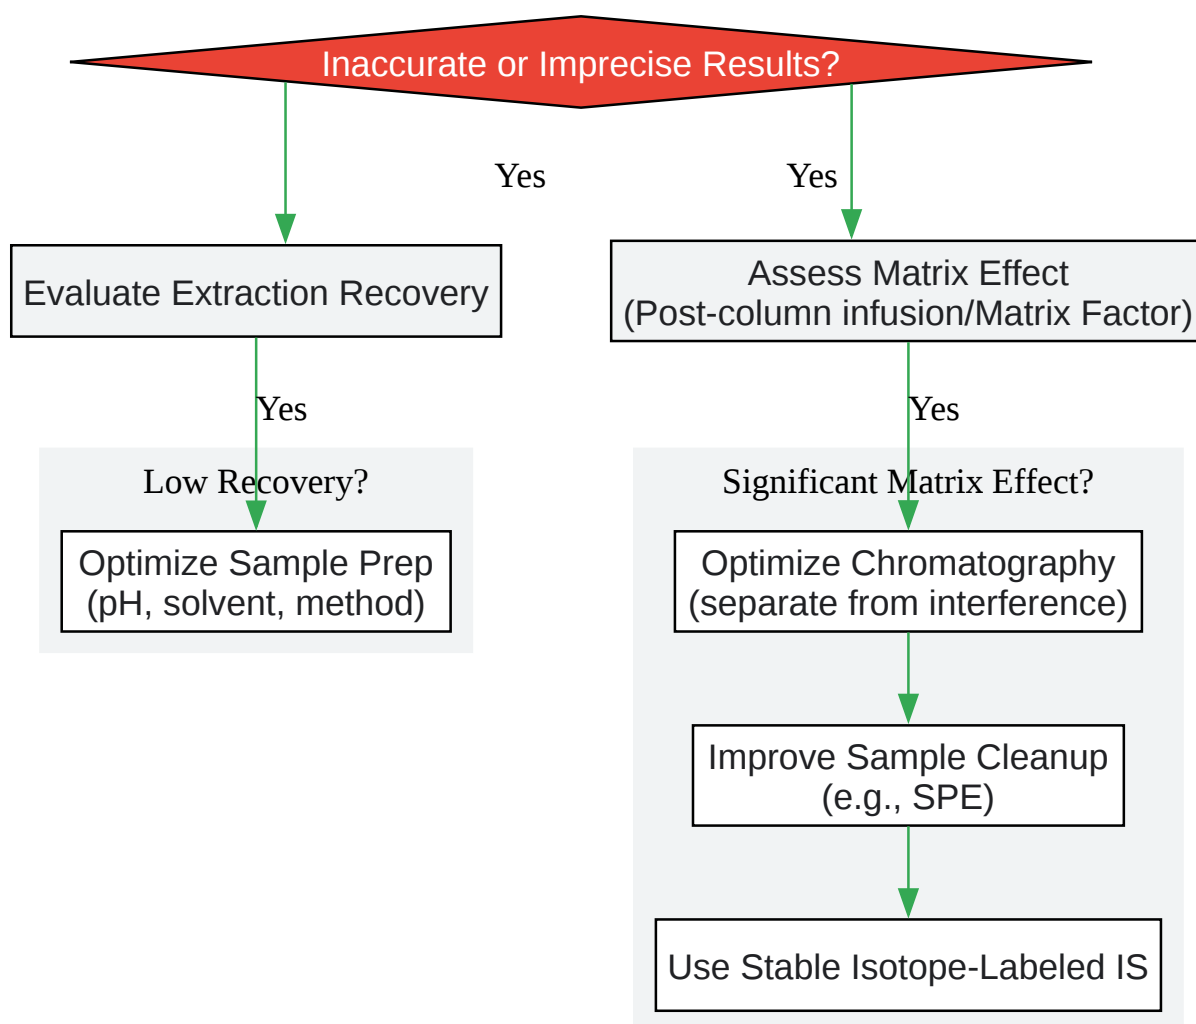 Inaccurate or Imprecise Results?
Yes
Yes
Evaluate Extraction Recovery
Assess Matrix Effect
(Post-column infusion/Matrix Factor)
Yes
Yes
Low Recovery?
Significant Matrix Effect?
Optimize Sample Prep
(pH, solvent, method)
Optimize Chromatography
(separate from interference)
Improve Sample Cleanup
(e.g., SPE)
Use Stable Isotope-Labeled IS